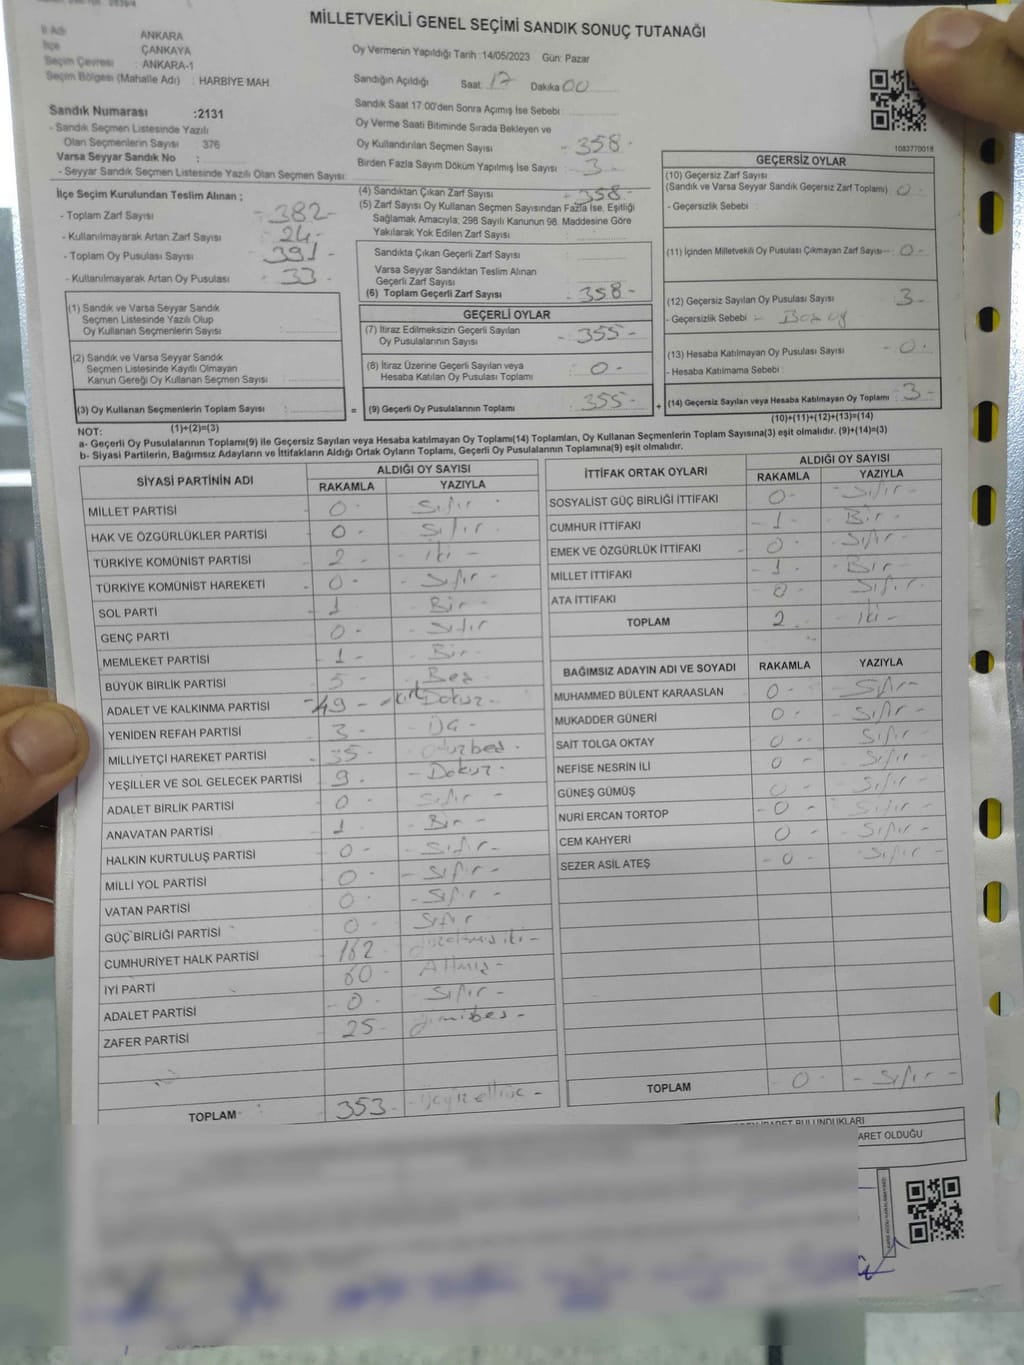 MİLLETVEKİLİ GENEL SEÇİMİ SANDIK SONUÇ TUTANAĞI
İl Adı ANKARA
İlçe ÇANKAYA
Seçim Çevresi : ANKARA-1
Seçim Bölgesi (Mahalle Adı) : HARBİYE MAH.
Oy Vermenin Yapıldığı Tarih :14/05/2023 Gün: Pazar
Sandığın Açıldığı Saat: 17 Dakika 00
Sandık Saat 17.00'den Sonra Açmış İse Sebebi :
Sandık Numarası :2131
- Sandık Seçmen Listesinde Yazılı
Olan Seçmenlerin Sayısı : 376
Varsa Seyyar Sandık No :
- Seyyar Sandık Seçmen Listesinde Yazılı Olan Seçmen Sayısı:
Oy Verme Saati Bitiminde Sırada Bekleyen ve
Oy Kullandırılan Seçmen Sayısı - 358 -
Birden Fazla Sayım Döküm Yapılmış İse Sayısı - 3 -
1083770018
İlçe Seçim Kurulundan Teslim Alınan ;
- Toplam Zarf Sayısı - 382 -
- Kullanılmayarak Artan Zarf Sayısı - 24 -
- Toplam Oy Pusulası Sayısı - 391 -
- Kullanılmayarak Artan Oy Pusulası - 33 -
(1) Sandık ve Varsa Seyyar Sandık
Seçmen Listesinde Yazılı Olup
Oy Kullanan Seçmenlerin Sayısı :
(2) Sandık ve Varsa Seyyar Sandık
Seçmen Listesinde Kayıtlı Olmayan
Kanun Gereği Oy Kullanan Seçmen Sayısı :
(3) Oy Kullanan Seçmenlerin Toplam Sayısı :
(1)+(2)=(3)
(4) Sandıktan Çıkan Zarf Sayısı - 358 -
(5) Zarf Sayısı Oy Kullanan Seçmen Sayısından Fazla İse, Eşitliği
Sağlamak Amacıyla; 298 Sayılı Kanunun 98. Maddesine Göre
Yakılarak Yok Edilen Zarf Sayısı :
Sandıkta Çıkan Geçerli Zarf Sayısı :
Varsa Seyyar Sandıktan Teslim Alınan
Geçerli Zarf Sayısı :
(6) Toplam Geçerli Zarf Sayısı : 358 -
GEÇERLİ OYLAR
(7) İtiraz Edilmeksizin Geçerli Sayılan
Oy Pusulalarının Sayısı - 355 -
(8) İtiraz Üzerine Geçerli Sayılan veya
Hesaba Katılan Oy Pusulası Toplamı : 0 -
= (9) Geçerli Oy Pusulalarının Toplamı : 355 -
GEÇERSİZ OYLAR
(10) Geçersiz Zarf Sayısı
(Sandık ve Varsa Seyyar Sandık Geçersiz Zarf Toplamı) 0 -
- Geçersizlik Sebebi :
(11) İçinden Milletvekili Oy Pusulası Çıkmayan Zarf Sayısı 0 -
(12) Geçersiz Sayılan Oy Pusulası Sayısı : 3 -
- Geçersizlik Sebebi - Boş oy
(13) Hesaba Katılmayan Oy Pusulası Sayısı - 0 -
- Hesaba Katılmama Sebebi :
+ (14) Geçersiz Sayılan veya Hesaba Katılmayan Oy Toplamı - 3 -
(10)+(11)+(12)+(13)=(14)
NOT:
a- Geçerli Oy Pusulalarının Toplamı(9) ile Geçersiz Sayılan veya Hesaba katılmayan Oy Toplamı(14) Toplamları, Oy Kullanan Seçmenlerin Toplam Sayısına(3) eşit olmalıdır. (9)+(14)=(3)
b- Siyasi Partilerin, Bağımsız Adayların ve İttifakların Aldığı Ortak Oyların Toplamı, Geçerli Oy Pusulalarının Toplamına(9) eşit olmalıdır.
SİYASİ PARTİNİN ADI ALDIĞI OY SAYISI
RAKAMLA YAZIYLA
MİLLET PARTİSİ 0 - Sıfır
HAK VE ÖZGÜRLÜKLER PARTİSİ - 0 - Sıfır -
TÜRKİYE KOMÜNİST PARTİSİ - 2 - - iki -
TÜRKİYE KOMÜNİST HAREKETİ - 0 - - Sıfır -
SOL PARTİ - 1 - Bir -
GENÇ PARTİ - 0 - - Sıfır
MEMLEKET PARTİSİ - 1 - - Bir -
BÜYÜK BİRLİK PARTİSİ - 5 - - Beş
ADALET VE KALKINMA PARTİSİ - 49 - - kırkDokuz -
YENİDEN REFAH PARTİSİ - 3 - - Üç -
MİLLİYETÇİ HAREKET PARTİSİ - 35 - Otuzbeş -
YEŞİLLER VE SOL GELECEK PARTİSİ - 9 - - Dokuz -
ADALET BİRLİK PARTİSİ - 0 - Sıfır -
ANAVATAN PARTİSİ - 1 - - Bir -
HALKIN KURTULUŞ PARTİSİ - 0 - - Sıfır -
MİLLİ YOL PARTİSİ 0 - - Sıfır -
VATAN PARTİSİ 0 - - Sıfır -
GÜÇ BİRLİĞİ PARTİSİ 0 - Sıfır
CUMHURİYET HALK PARTİSİ 162 yüzaltmışiki -
İYİ PARTİ 60 - Altmış -
ADALET PARTİSİ - 0 - Sıfır -
ZAFER PARTİSİ 25 - yirmibeş -
TOPLAM 353 - üçyüzelliüç -
İTTİFAK ORTAK OYLARI ALDIĞI OY SAYISI
RAKAMLA YAZIYLA
SOSYALİST GÜÇ BİRLİĞİ İTTİFAKI 0 - - Sıfır -
CUMHUR İTTİFAKI - 1 - - Bir -
EMEK VE ÖZGÜRLÜK İTTİFAKI - 0 - - Sıfır -
MİLLET İTTİFAKI - 1 - - Bir -
ATA İTTİFAKI - 0 - Sıfır -
TOPLAM 2 - iki -
BAĞIMSIZ ADAYIN ADI VE SOYADI RAKAMLA YAZIYLA
MUHAMMED BÜLENT KARAASLAN 0 - - Sıfır -
MUKADDER GÜNERİ 0 - - Sıfır -
SAİT TOLGA OKTAY - 0 - Sıfır -
NEFİSE NESRİN İLİ 0 - - Sıfır -
GÜNEŞ GÜMÜŞ 0 - - Sıfır -
NURİ ERCAN TORTOP - 0 - Sıfır -
CEM KAHYERİ 0 - - Sıfır -
SEZER ASİL ATEŞ - 0 - - Sıfır -
TOPLAM - 0 - - Sıfır -
ARET OLDUĞU